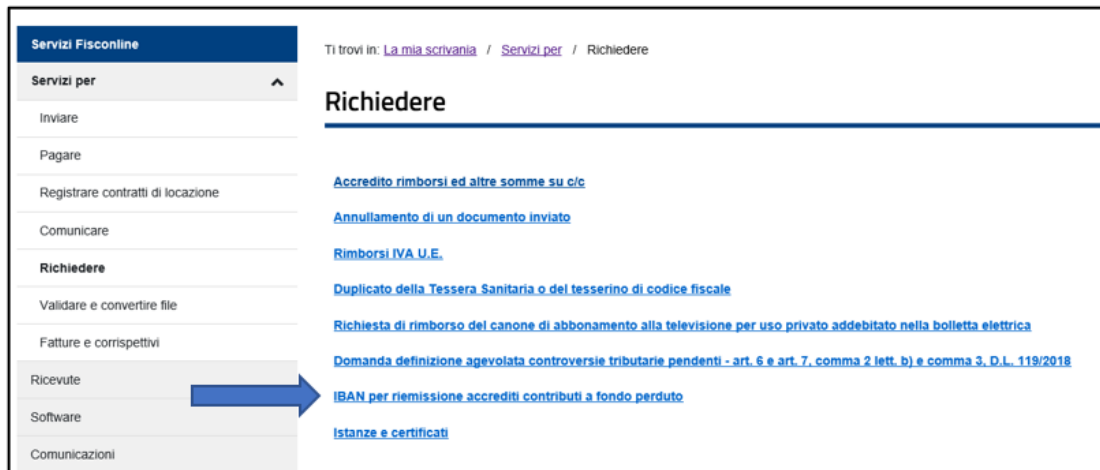 Servizi Fisconline
Servizi per
Inviare
Pagare
Registrare contratti di locazione
Comunicare
Richiedere
Validare e convertire file
Fatture e corrispettivi
Ricevute
Software
Comunicazioni
Ti trovi in: La mia scrivania / Servizi per / Richiedere
Richiedere
Accredito rimborsi ed altre somme su c/c
Annullamento di un documento inviato
Rimborsi IVA U.E.
Duplicato della Tessera Sanitaria o del tesserino di codice fiscale
Richiesta di rimborso del canone di abbonamento alla televisione per uso privato addebitato nella bolletta elettrica
Domanda definizione agevolata controversie tributarie pendenti - art. 6 e art. 7, comma 2 lett. b) e comma 3, D.L. 119/2018
IBAN per riemissione accrediti contributi a fondo perduto
Istanze e certificati